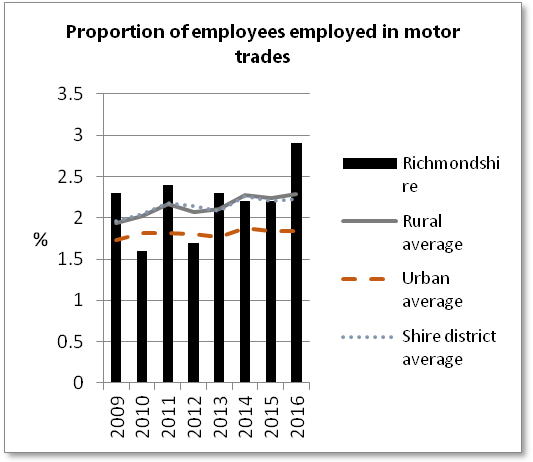 Proportion of employees employed in motor
trades
3.5
3
2.5
2
1.5
1
0.5
0
%
2009
2010
2011
2012
2013
2014
2015
2016
Richmondshi
re
Rural
average
Urban
average
Shire district
average